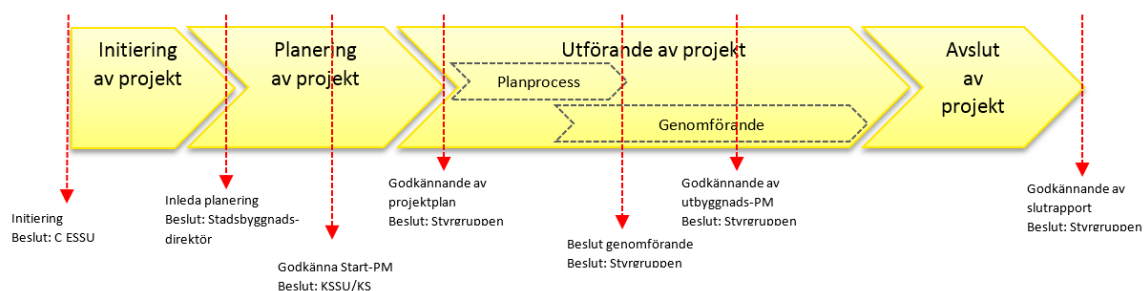 Initiering
av projekt
Planering
av projekt
Utförande av projekt
Avslut
av
projekt
Planprocess
Genomförande
Initiering
Beslut: C ESSU
Inleda planering
Beslut: Stadsbyggnads-
direktör
Godkänna Start-PM
Beslut: KSSU/KS
Godkännande av
projektplan
Beslut: Styrgruppen
Beslut genomförande
Beslut: Styrgruppen
Godkännande av
utbyggnads-PM
Beslut: Styrgruppen
Godkännande av
slutrapport
Beslut: Styrgruppen